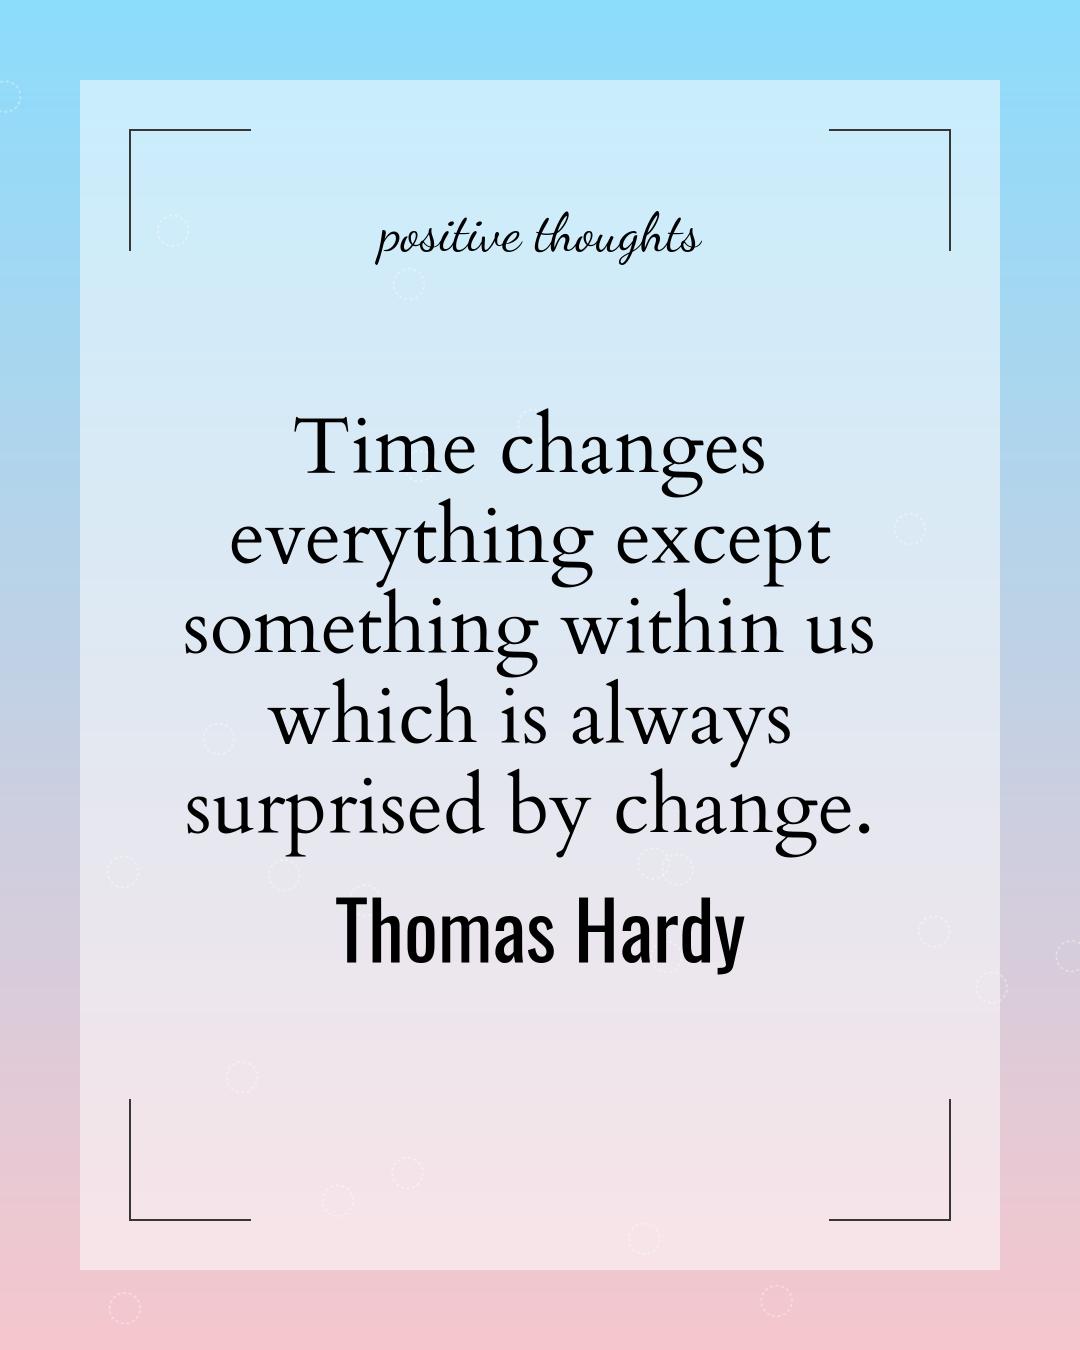 positive thoughts
Time changes
everything except
something within us
which is always
surprised by change.
Thomas Hardy